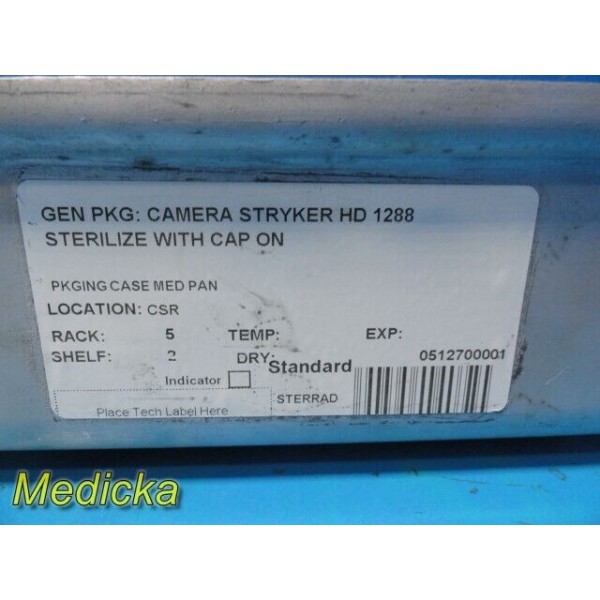 GEN PKG: CAMERA STRYKER HD 1288
STERILIZE WITH CAP ON
PKGING CASE MED PAN
LOCATION: CSR
RACK: 5 TEMP: EXP:
SHELF: 2 DRY: Standard 0512700001
Indicator
STERRAD
Place Tech Label Here
Medicka